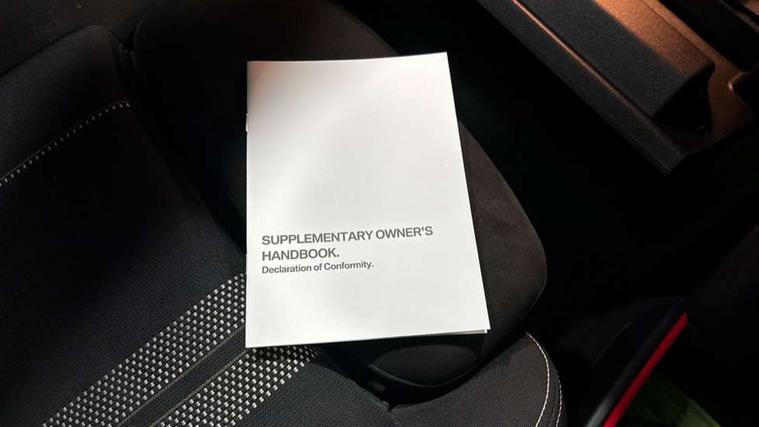 SUPPLEMENTARY OWNER'S
HANDBOOK.
Declaration of Conformity.